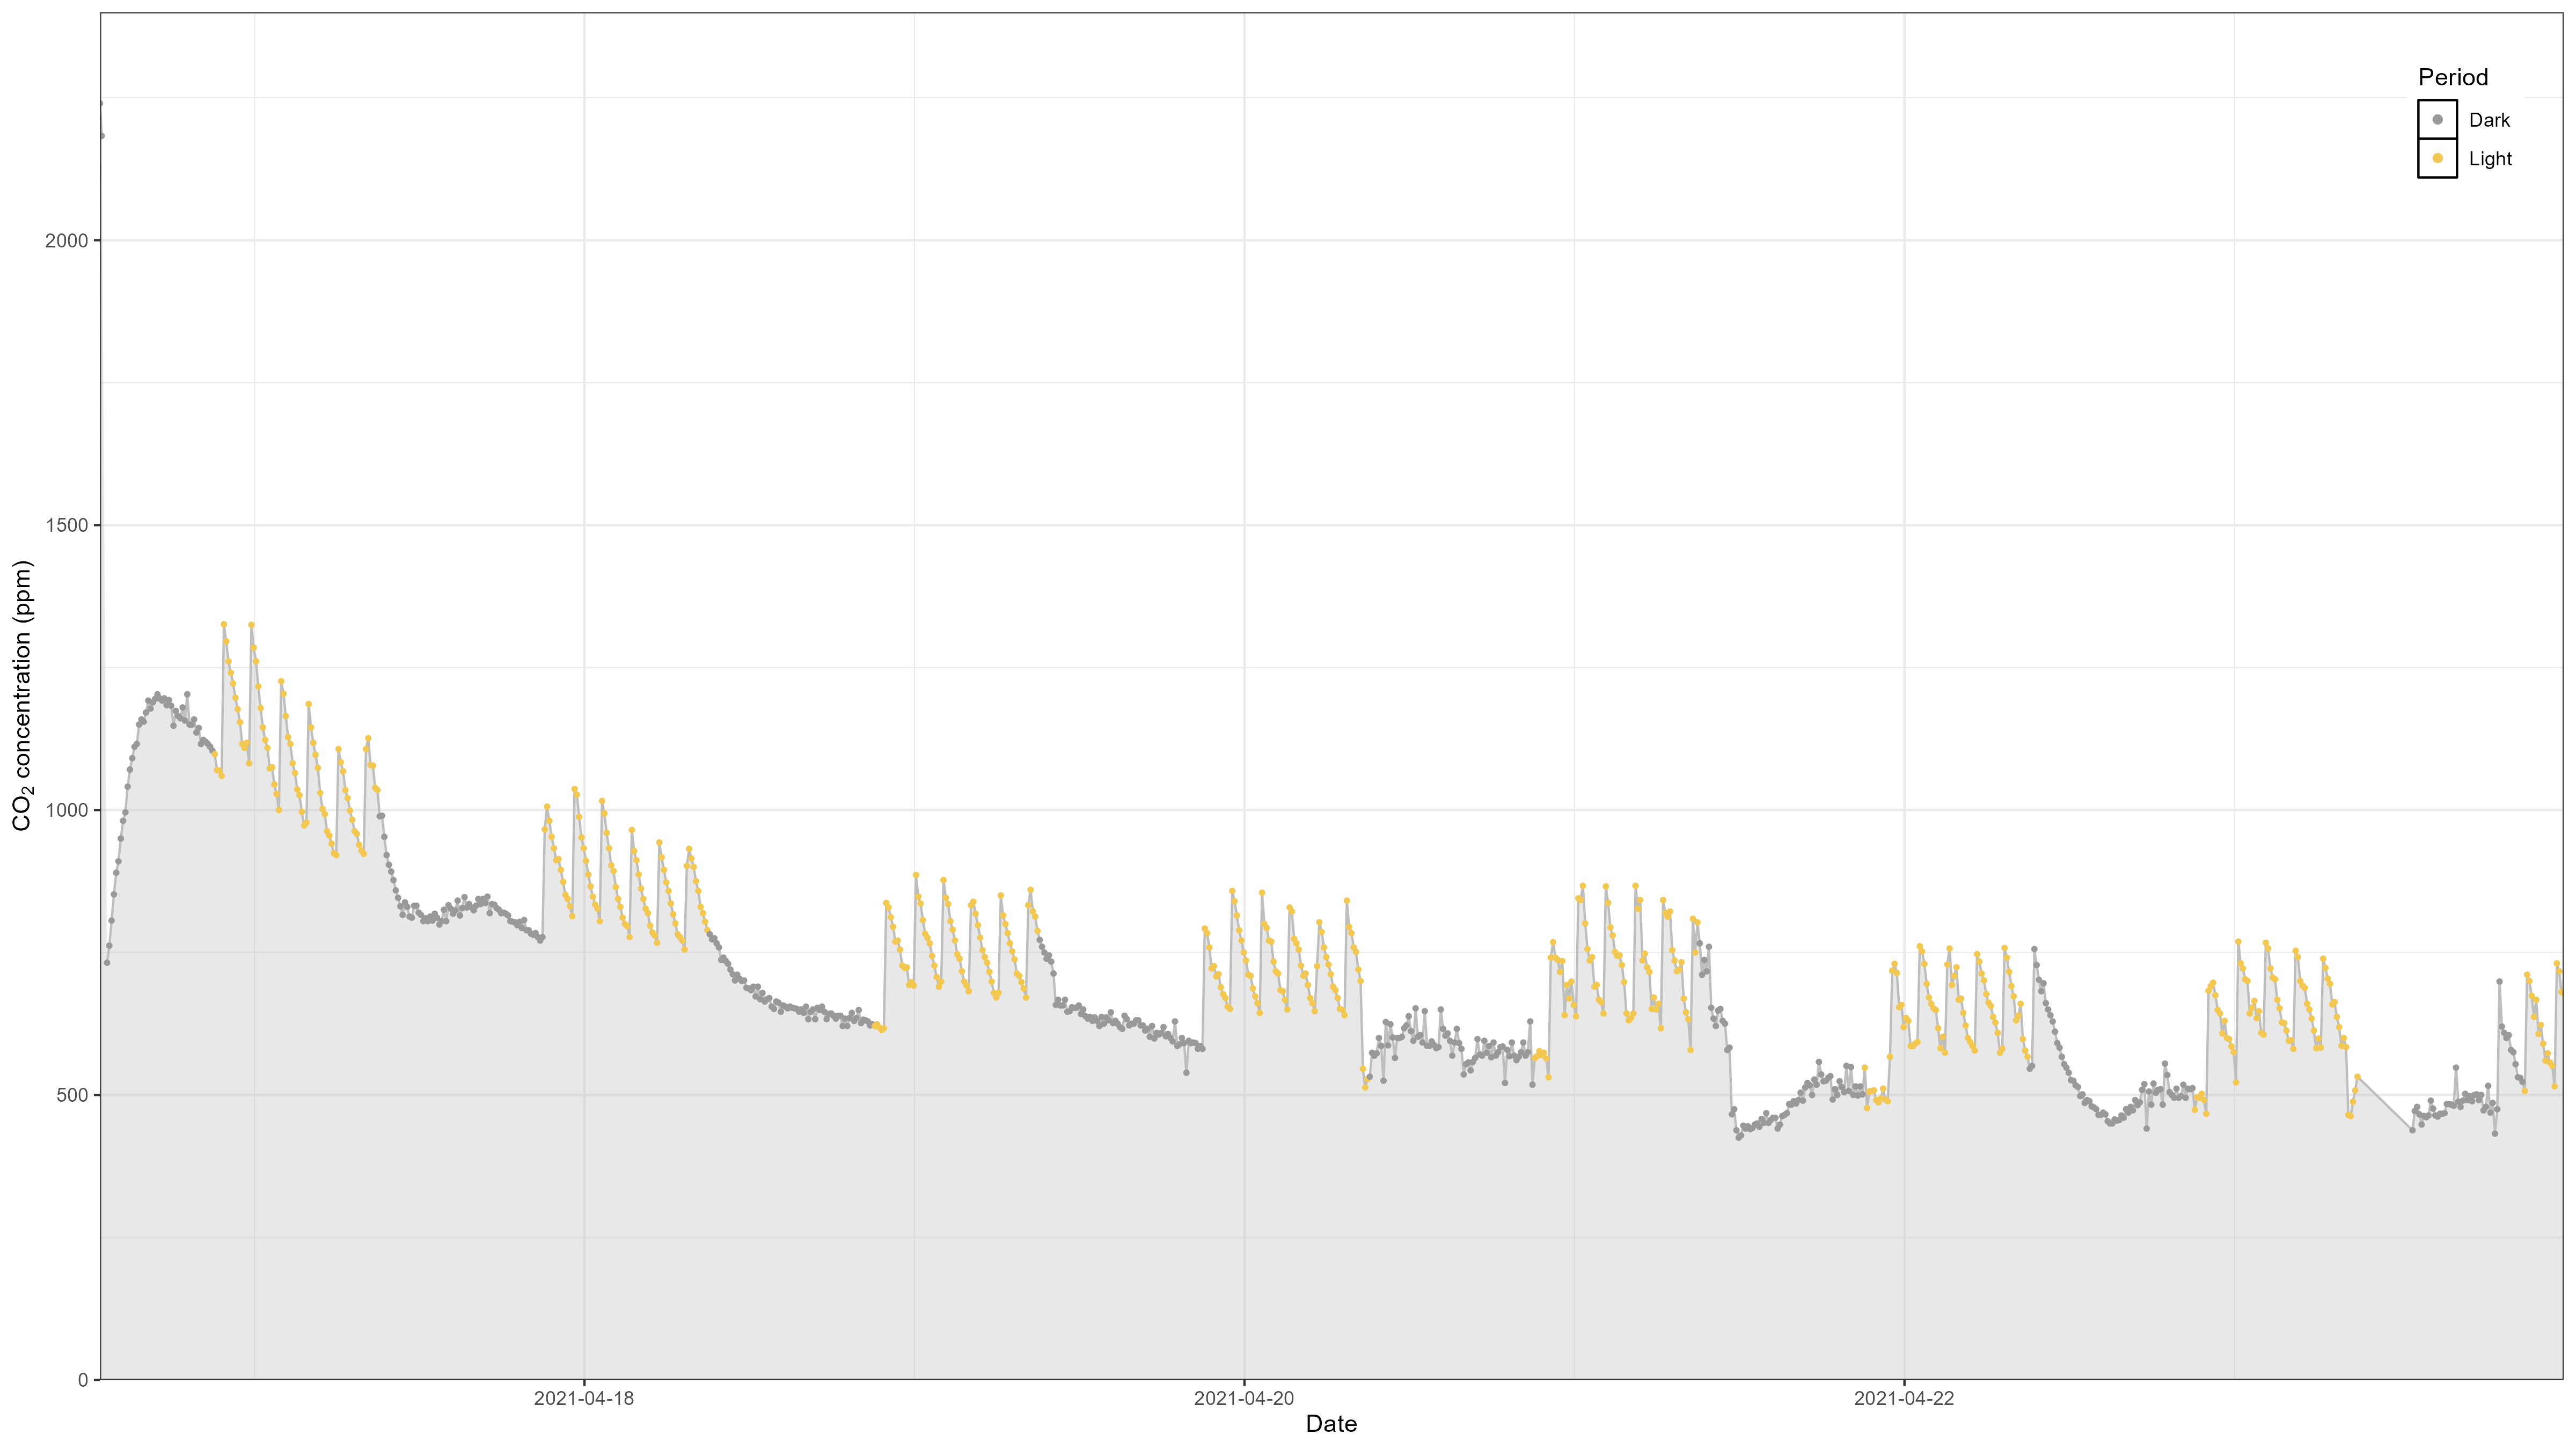 Period
Dark
Light
2000
1500
1000
500
0
CO₂ concentration (ppm)
2021-04-18
2021-04-20
2021-04-22
Date